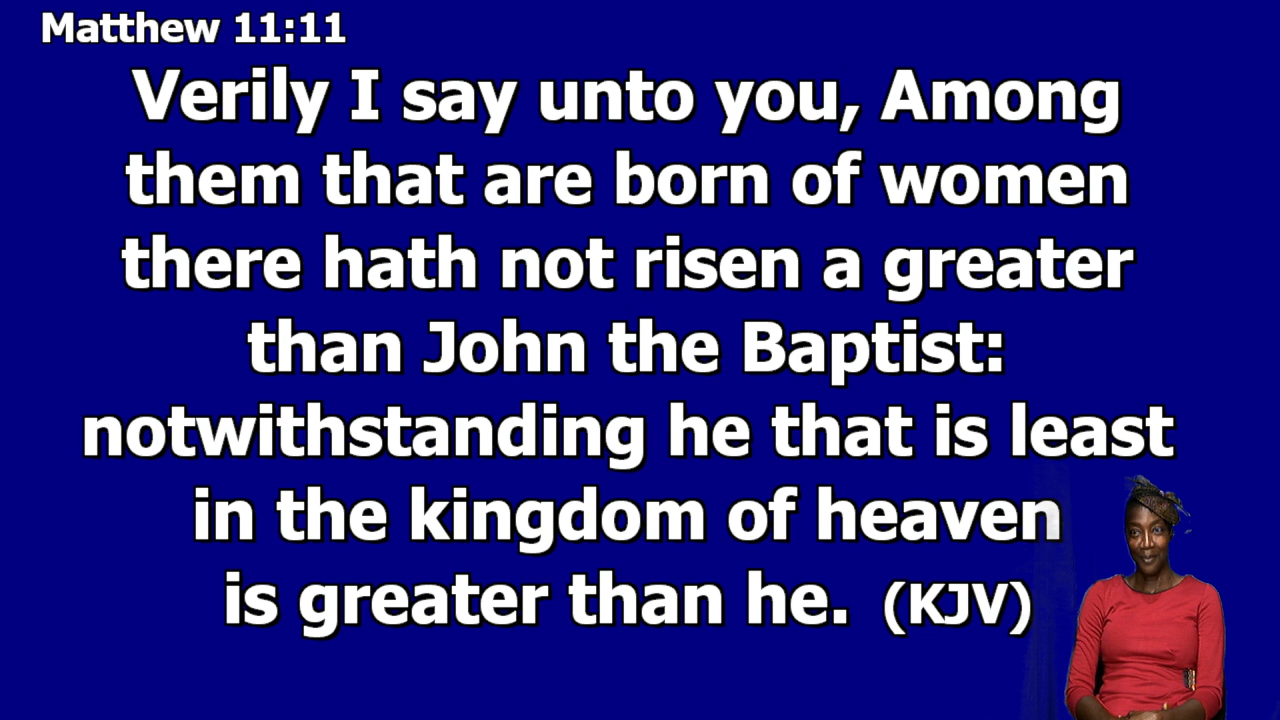 Matthew 11:11
Verily I say unto you, Among
them that are born of women
there hath not risen a greater
than John the Baptist:
notwithstanding he that is least
in the kingdom of heaven
is greater than he. (KJV)